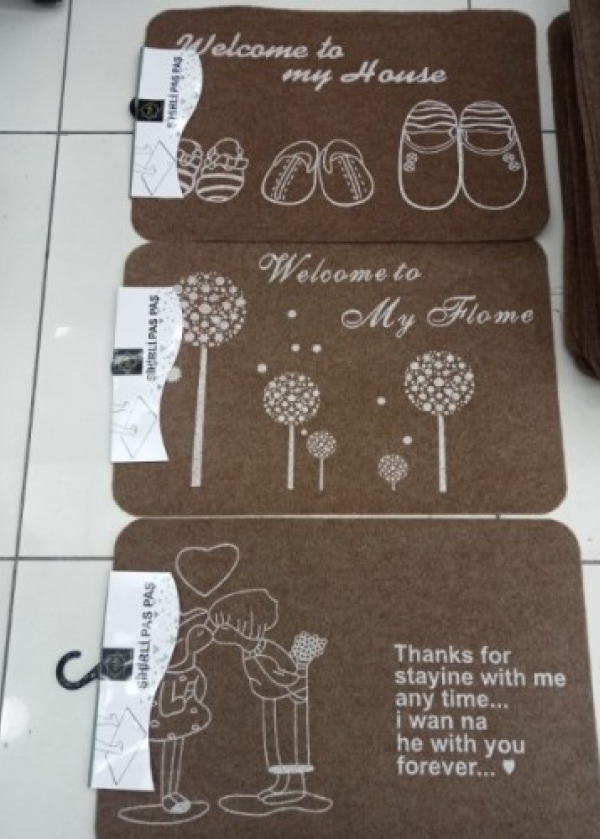 Welcome to
my House
SİHİRLİ PAS PAS
Welcome to
My Flome
SİHİRLİ PAS PAS
SİHİRLİ PAS PAS
Thanks for
stayine with me
any time...
i wan na
he with you
forever... ♥